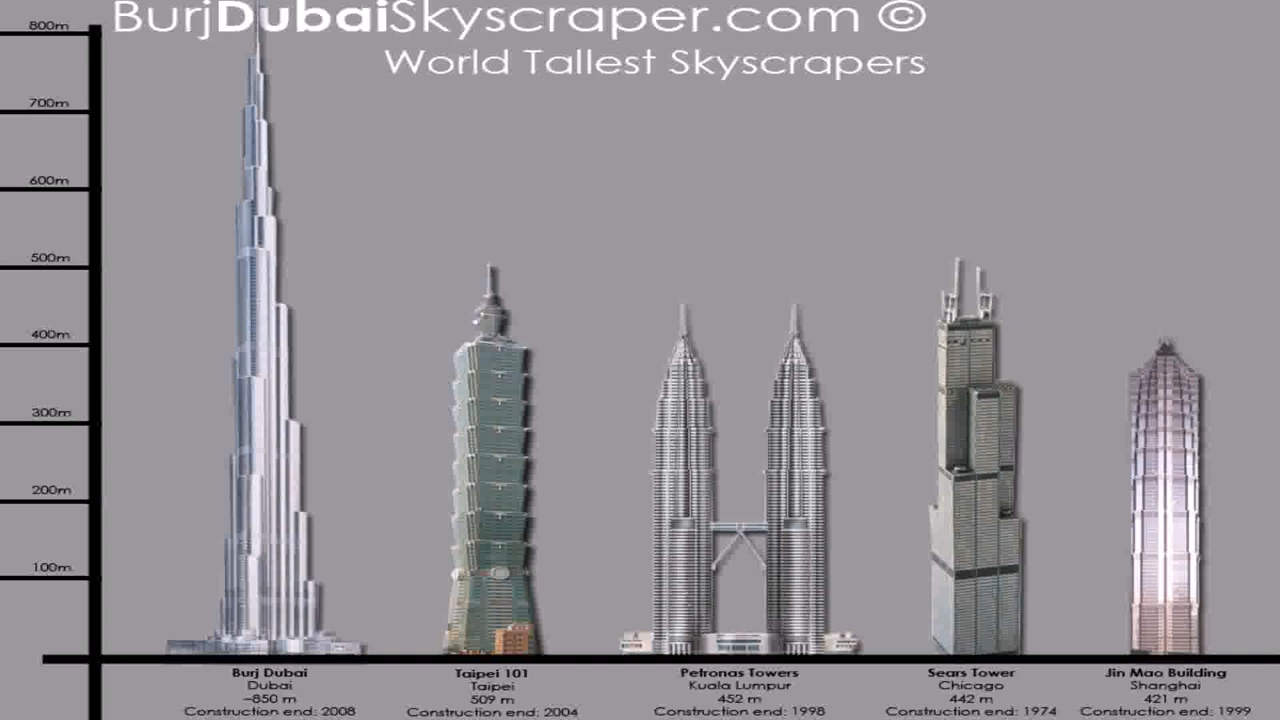 BurjDubaiSkyscraper.com ©
World Tallest Skyscrapers
800m
700m
600m
500m
400m
300m
200m
100m
Burj Dubai
Dubai
~850 m
Construction end: 2008
Taipei 101
Taipei
509 m
Construction end: 2004
Petronas Towers
Kuala Lumpur
452 m
Construction end: 1998
Sears Tower
Chicago
442 m
Construction end: 1974
Jin Mao Building
Shanghai
421 m
Construction end: 1999